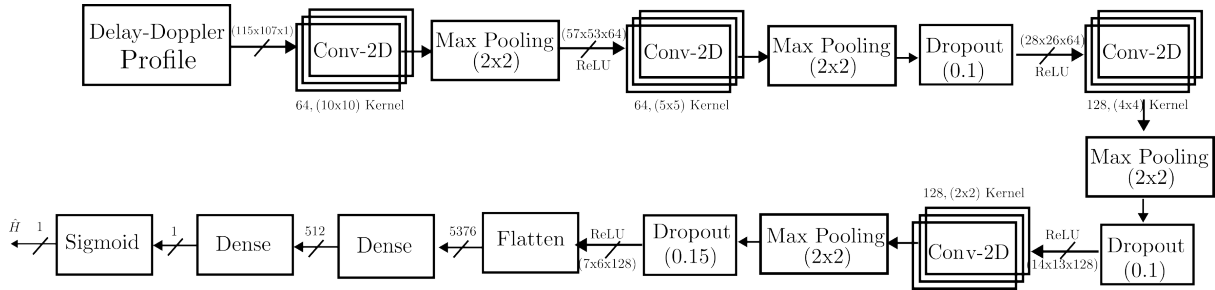 Delay-Doppler
Profile
(115x107x1)
Conv-2D
64, (10x10) Kernel
Max Pooling
(2x2)
(57x53x64)
ReLU
Conv-2D
64, (5x5) Kernel
Max Pooling
(2x2)
Dropout
(0.1)
(28x26x64)
ReLU
Conv-2D
128, (4x4) Kernel
Max Pooling
(2x2)
Dropout
(0.1)
ReLU
(14x13x128)
128, (2x2) Kernel
Conv-2D
Max Pooling
(2x2)
Dropout
(0.15)
ReLU
(7x6x128)
Flatten
5376
Dense
512
Dense
1
Sigmoid
1
Ĥ